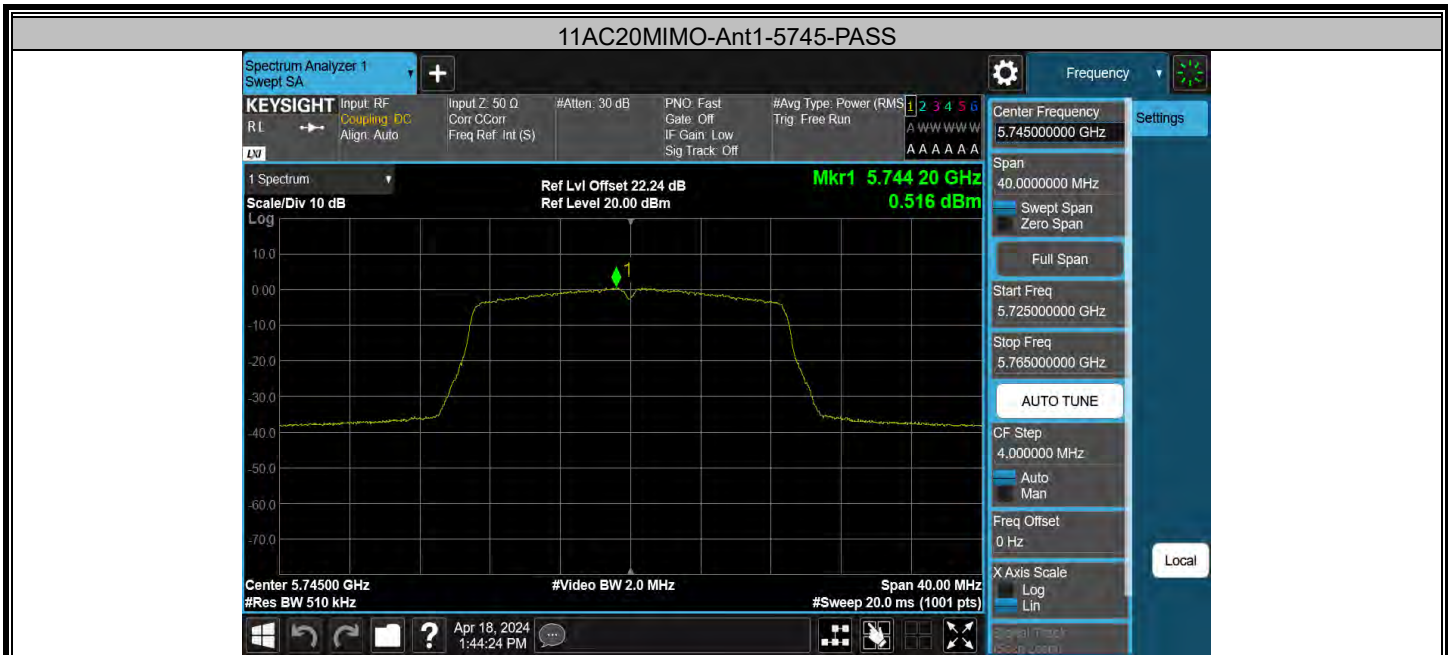 11AC20MIMO-Ant1-5745-PASS
Spectrum Analyzer 1
Swept SA
+
Frequency
KEYSIGHT
RL
LXI
Input: RF
Coupling: DC
Align: Auto
Input Z: 50 Ω
Corr CCorr
Freq Ref: Int (S)
#Atten: 30 dB
PNO: Fast
Gate: Off
IF Gain: Low
Sig Track: Off
#Avg Type: Power (RMS
Trig: Free Run
1 2 3 4 5 6
A W W W W W
A A A A A A
Settings
Center Frequency
5.745000000 GHz
Span
40.0000000 MHz
Swept Span
Zero Span
Full Span
Start Freq
5.725000000 GHz
Stop Freq
5.765000000 GHz
AUTO TUNE
CF Step
4.000000 MHz
Auto
Man
Freq Offset
0 Hz
X Axis Scale
Log
Lin
Local
1 Spectrum
Scale/Div 10 dB
Ref Lvl Offset 22.24 dB
Ref Level 20.00 dBm
Mkr1 5.744 20 GHz
0.516 dBm
Log
10.0
0.00
-10.0
-20.0
-30.0
-40.0
-50.0
-60.0
-70.0
1
Center 5.74500 GHz
#Res BW 510 kHz
#Video BW 2.0 MHz
Span 40.00 MHz
#Sweep 20.0 ms (1001 pts)
?
Apr 18, 2024
1:44:24 PM